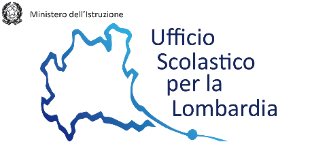 Ministero dell'Istruzione
Ufficio
Scolastico
per la
Lombardia